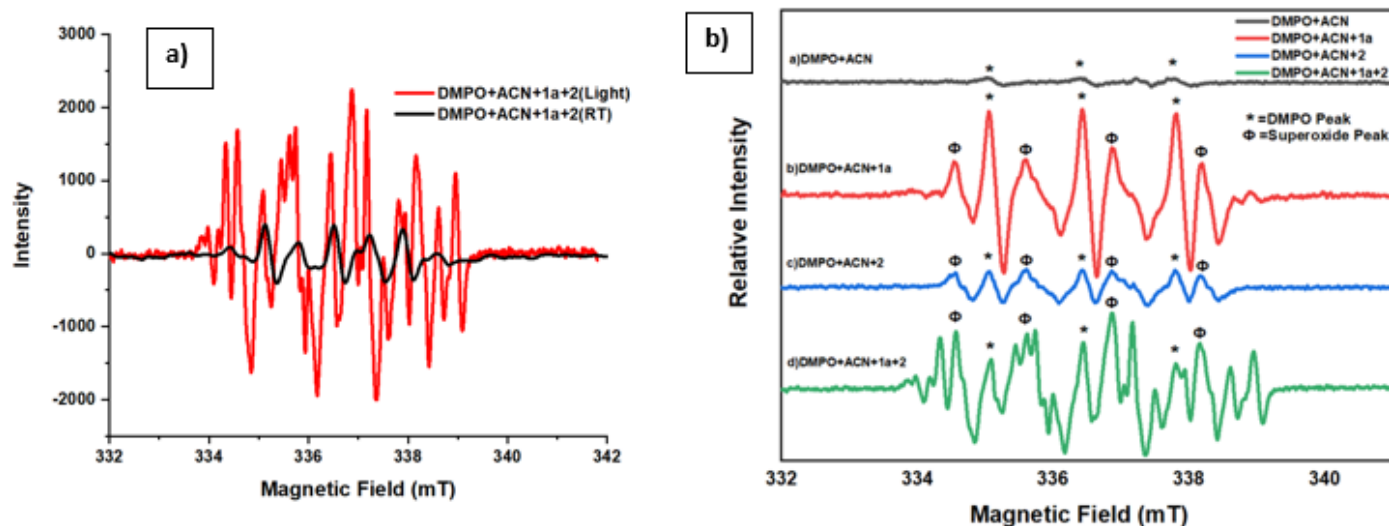 a)
3000
2000
1000
0
-1000
-2000
Intensity
DMPO+ACN+1a+2(Light)
DMPO+ACN+1a+2(RT)
332
334
336
338
340
342
Magnetic Field (mT)
b)
DMPO+ACN
DMPO+ACN+1a
DMPO+ACN+2
DMPO+ACN+1a+2
a)DMPO+ACN
* * *
* =DMPO Peak
Φ =Superoxide Peak
b)DMPO+ACN+1a
Φ * Φ * Φ * Φ
c)DMPO+ACN+2
Φ * Φ * Φ * Φ
d)DMPO+ACN+1a+2
Φ * Φ * Φ * Φ
Relative Intensity
332
334
336
338
340
Magnetic Field (mT)